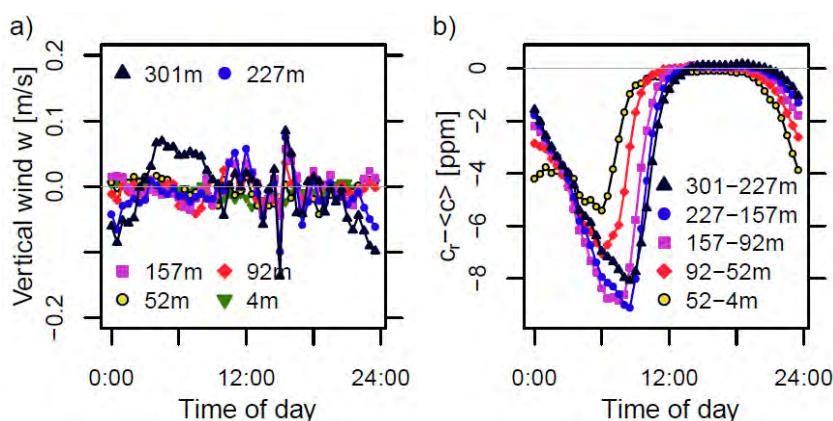 a)
Vertical wind w [m/s]
0.2
0.1
0.0
−0.2
301m 227m
157m 92m
52m 4m
0:00 12:00 24:00
Time of day
b)
cr−<c> [ppm]
0
−2
−4
−6
−8
301−227m
227−157m
157−92m
92−52m
52−4m
0:00 12:00 24:00
Time of day